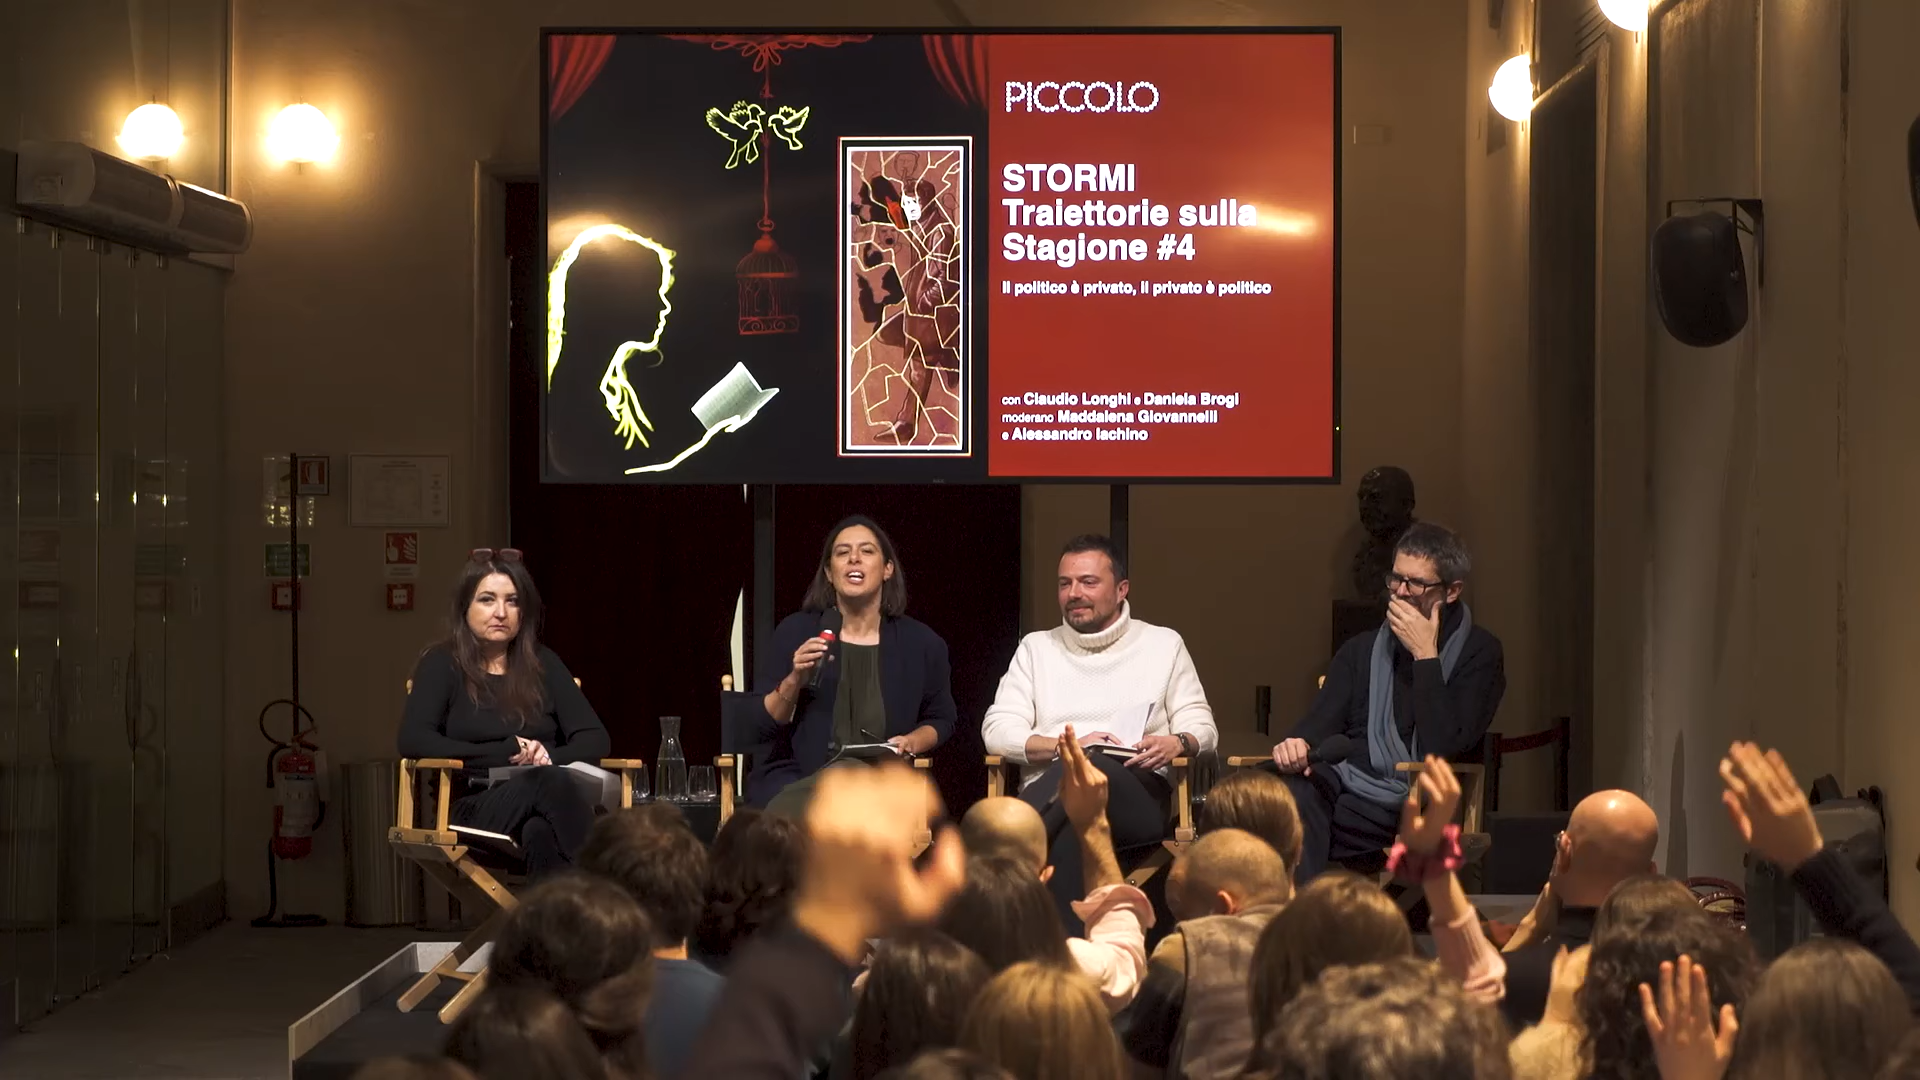 PICCOLO
STORMI
Traiettorie sulla
Stagione #4
Il politico è privato, il privato è politico
con Claudio Longhi e Daniela Brogi
moderano Maddalena Giovannelli
e Alessandro Iachino